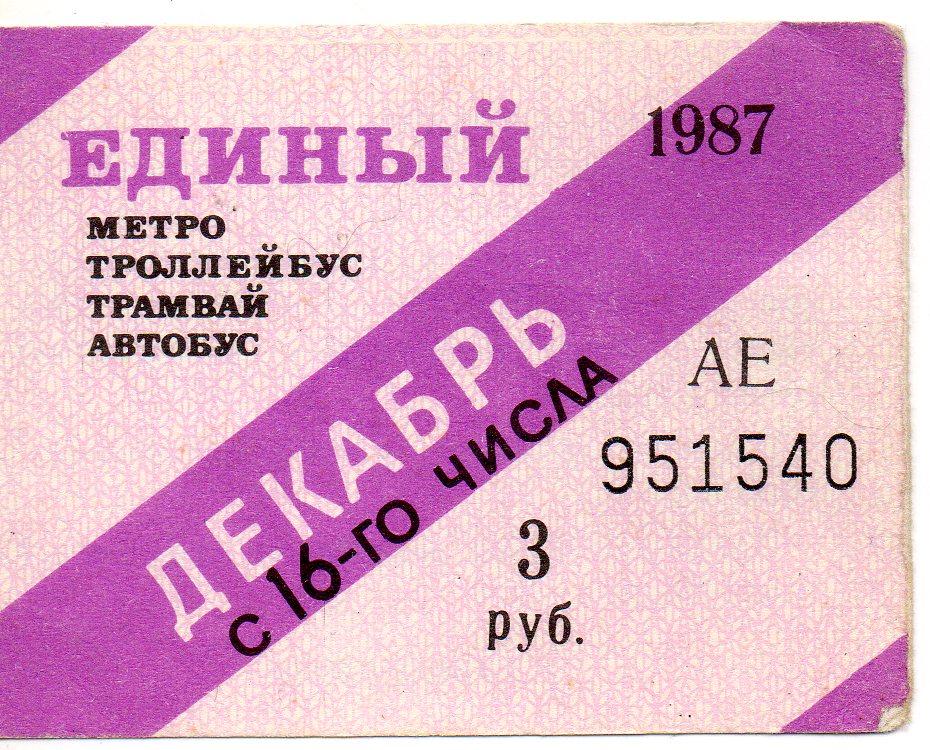 ЕДИНЫЙ
1987
МЕТРО
ТРОЛЛЕЙБУС
ТРАМВАЙ
АВТОБУС
ДЕКАБРЬ
с 16-го числа
АЕ
951540
3
руб.